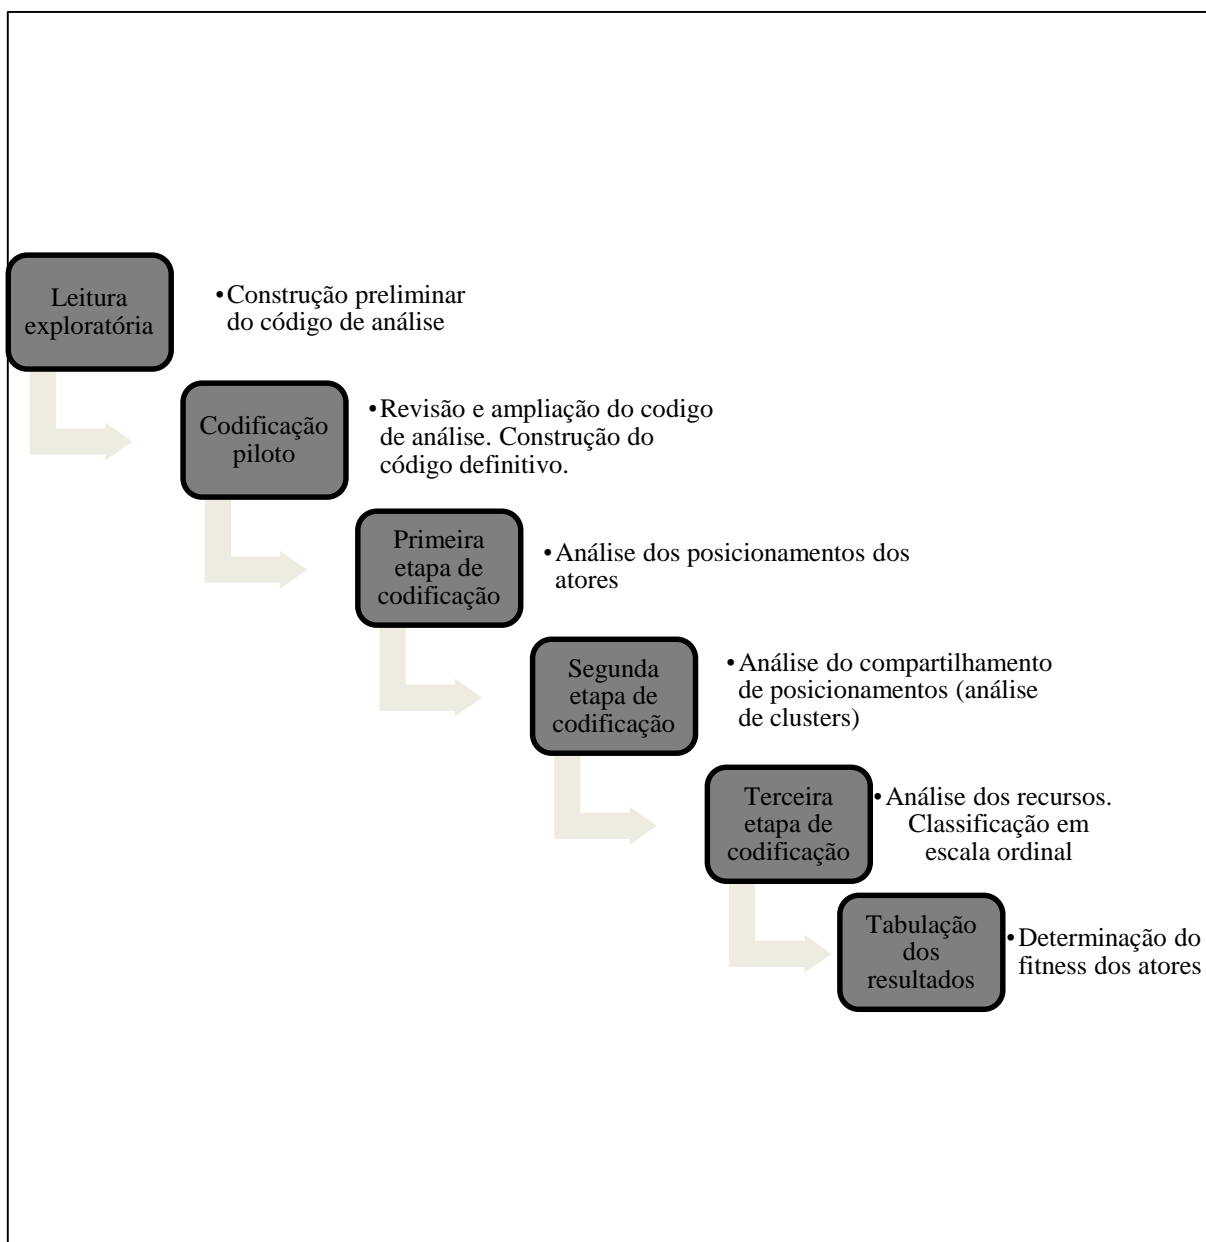 Leitura
exploratória
•Construção preliminar
do código de análise
Codificação
piloto
•Revisão e ampliação do codigo
de análise. Construção do
código definitivo.
Primeira
etapa de
codificação
•Análise dos posicionamentos dos
atores
Segunda
etapa de
codificação
•Análise do compartilhamento
de posicionamentos (análise
de clusters)
Terceira
etapa de
codificação
•Análise dos recursos.
Classificação em
escala ordinal
Tabulação
dos
resultados
•Determinação do
fitness dos atores